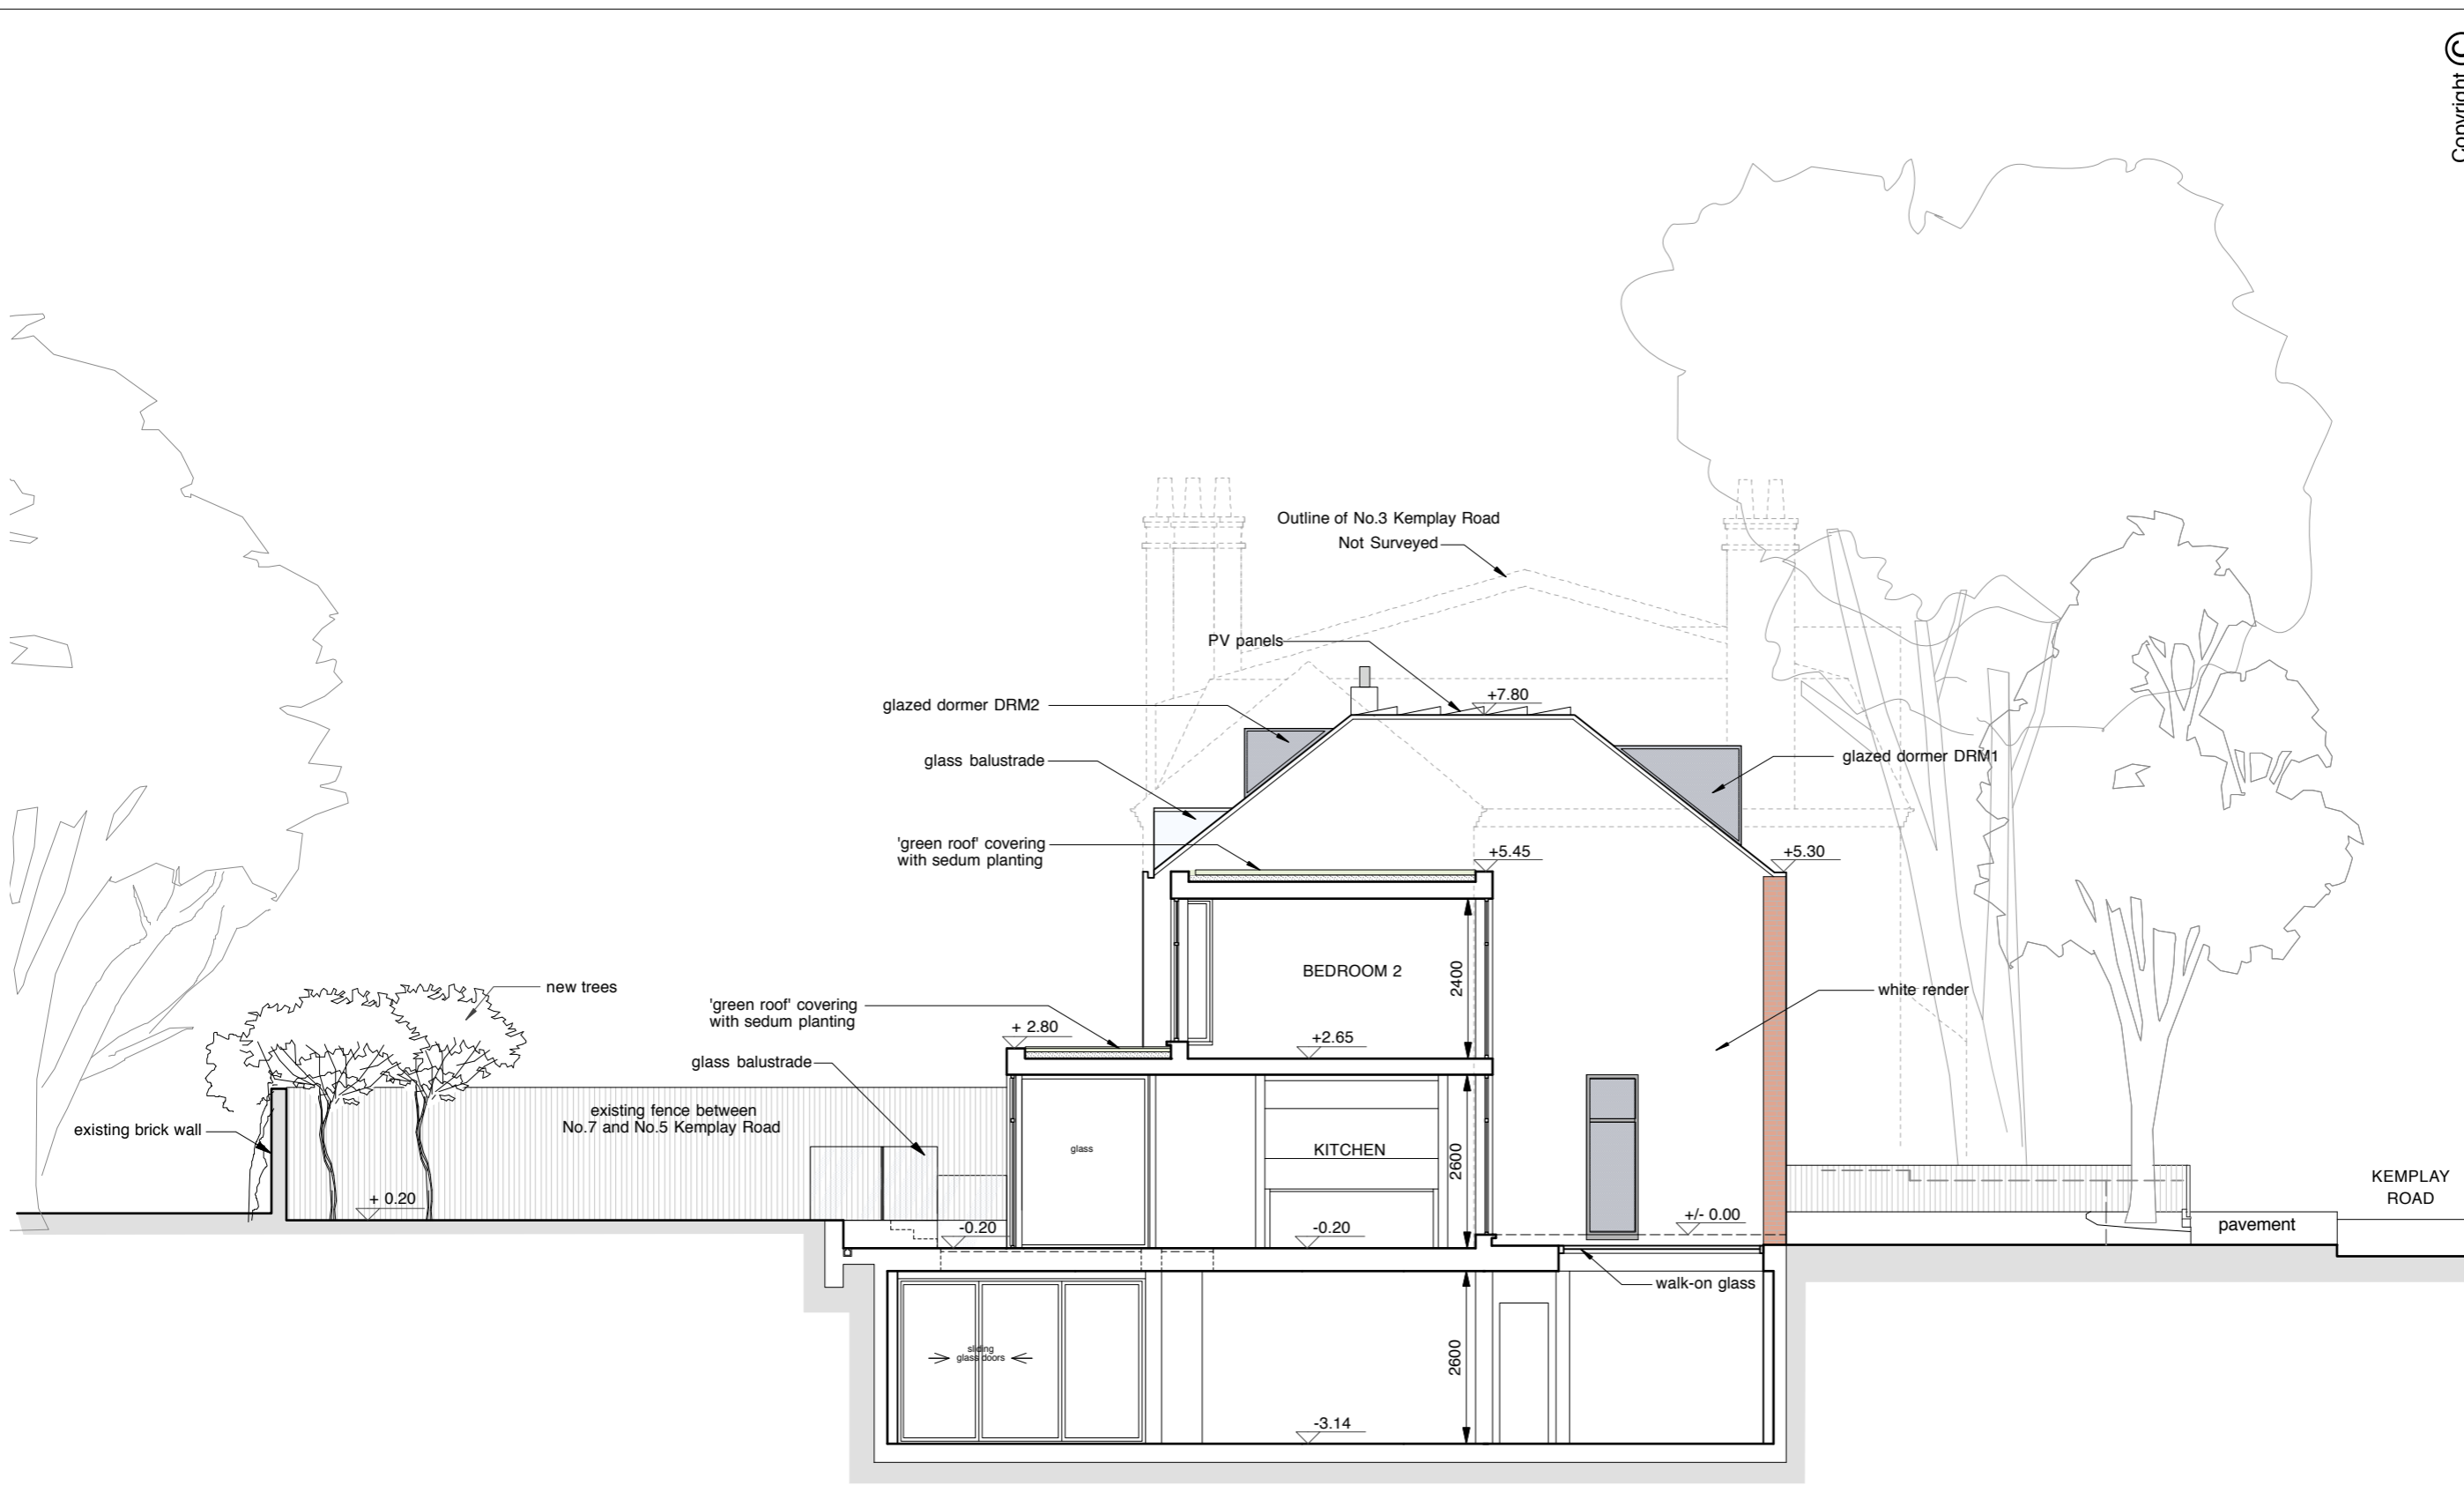 Copyright ©
Outline of No.3 Kemplay Road
Not Surveyed
PV panels
+7.80
glazed dormer DRM2
glass balustrade
glazed dormer DRM1
'green roof' covering
with sedum planting
+5.45
+5.30
BEDROOM 2
2400
white render
new trees
'green roof' covering
with sedum planting
+ 2.80
+2.65
glass balustrade
existing fence between
No.7 and No.5 Kemplay Road
existing brick wall
glass
KITCHEN
2600
KEMPLAY
ROAD
+ 0.20
-0.20
-0.20
+/- 0.00
pavement
walk-on glass
sliding
glass doors
2600
-3.14